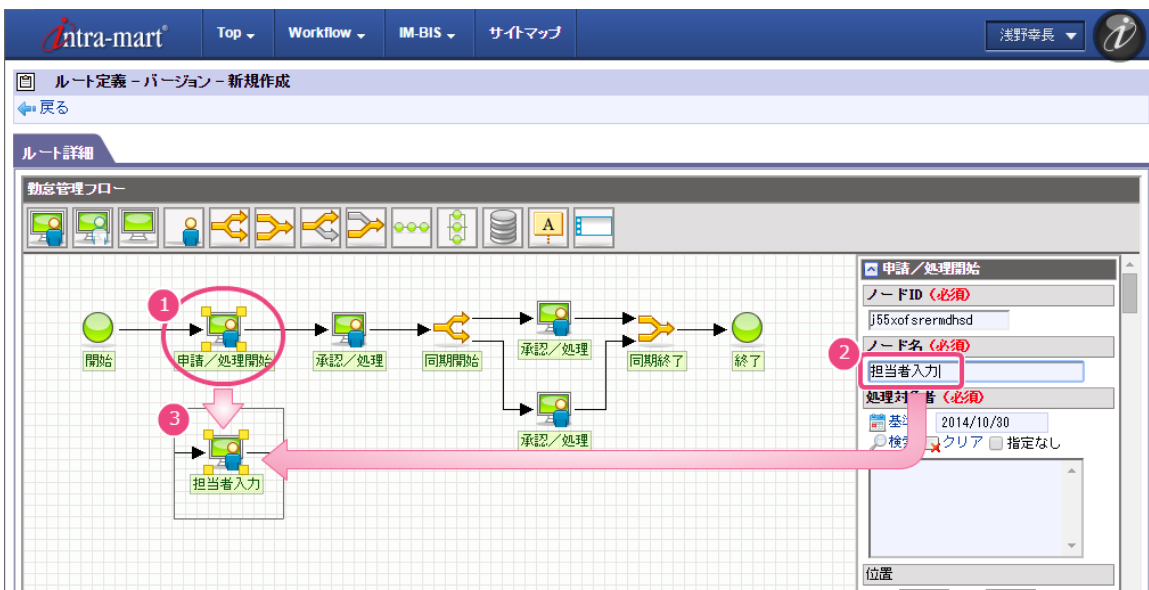 intra-mart®
Top
Workflow
IM-BIS
サイトマップ
浅野幸長
ルート定義 - バージョン - 新規作成
戻る
ルート詳細
勤怠管理フロー
A
申請／処理開始
ノードID (必須)
j55xofsrermdhsd
ノード名 (必須)
担当者入力
処理対
者 (必須)
基
2014/10/30
検
クリア
指定なし
位置
1
2
3
開始
申請／処理開始
承認／処理
同期開始
承認／処理
承認／処理
同期終了
終了
担当者入力